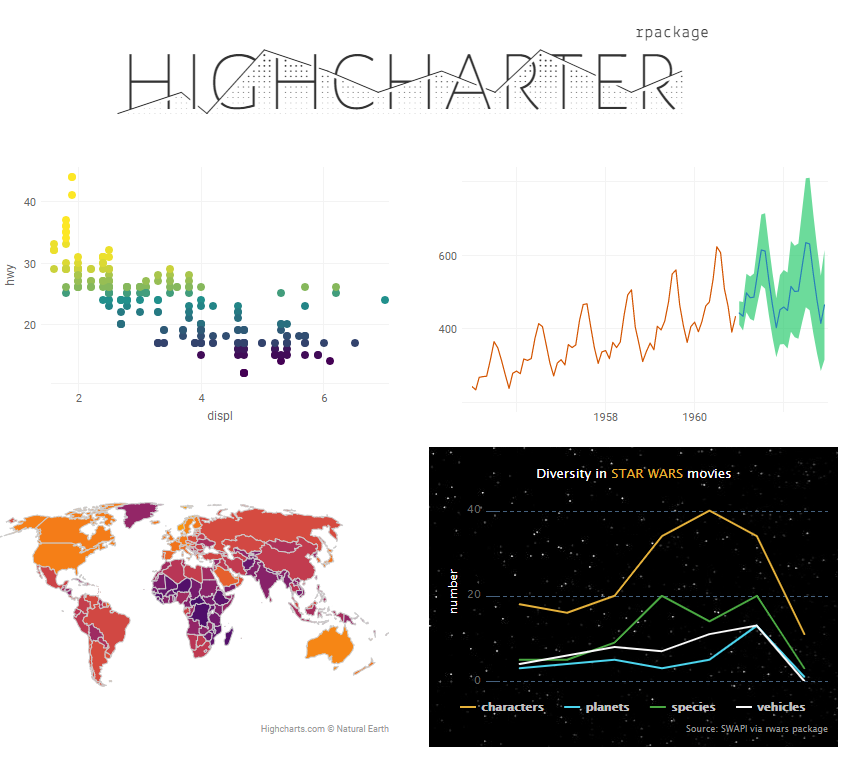 rpackage
HIGHCHARTER
40
30
20
hwy
2
4
6
displ
600
400
1958
1960
Highcharts.com © Natural Earth
Diversity in STAR WARS movies
40
20
0
number
characters planets species vehicles
Source: SWAPI via rwars package